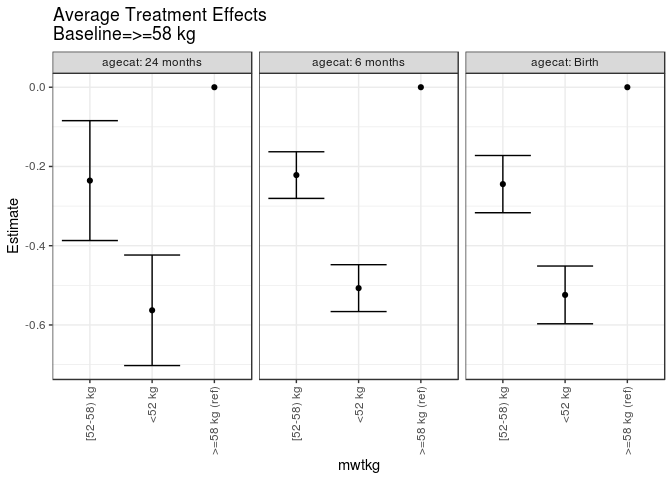 Average Treatment Effects
Baseline=>=58 kg
agecat: 24 months
agecat: 6 months
agecat: Birth
Estimate
0.0
-0.2
-0.4
-0.6
[52-58) kg
<52 kg
>=58 kg (ref)
[52-58) kg
<52 kg
>=58 kg (ref)
[52-58) kg
<52 kg
>=58 kg (ref)
mwtkg